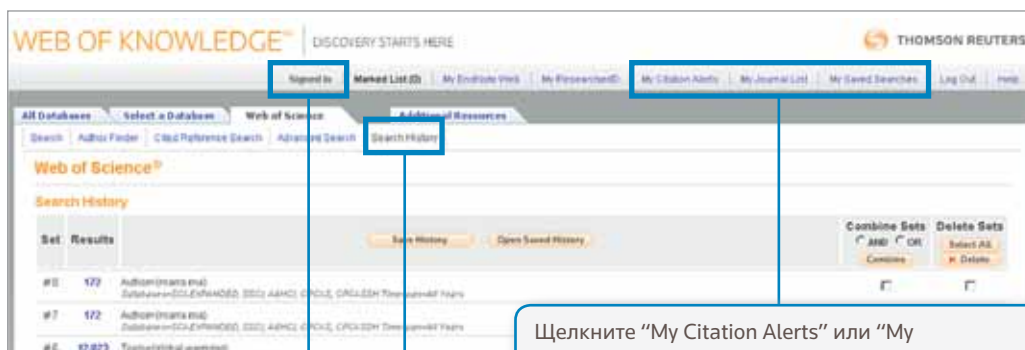 WEB OF KNOWLEDGE℠ DISCOVERY STARTS HERE THOMSON REUTERS
Signed In Marked List (0) My EndNote Web My ResearcherID My Citation Alerts My Journal List My Saved Searches Log Out Help
All Databases Select a Database Web of Science Additional Resources
Search Author Finder Cited Reference Search Advanced Search Search History
Web of Science®
Search History
Set Results Save History Open Saved History Combine Sets Delete Sets
AND OR Select All
Combine × Delete
172
#7 172
Щелкните “My Citation Alerts” или “My